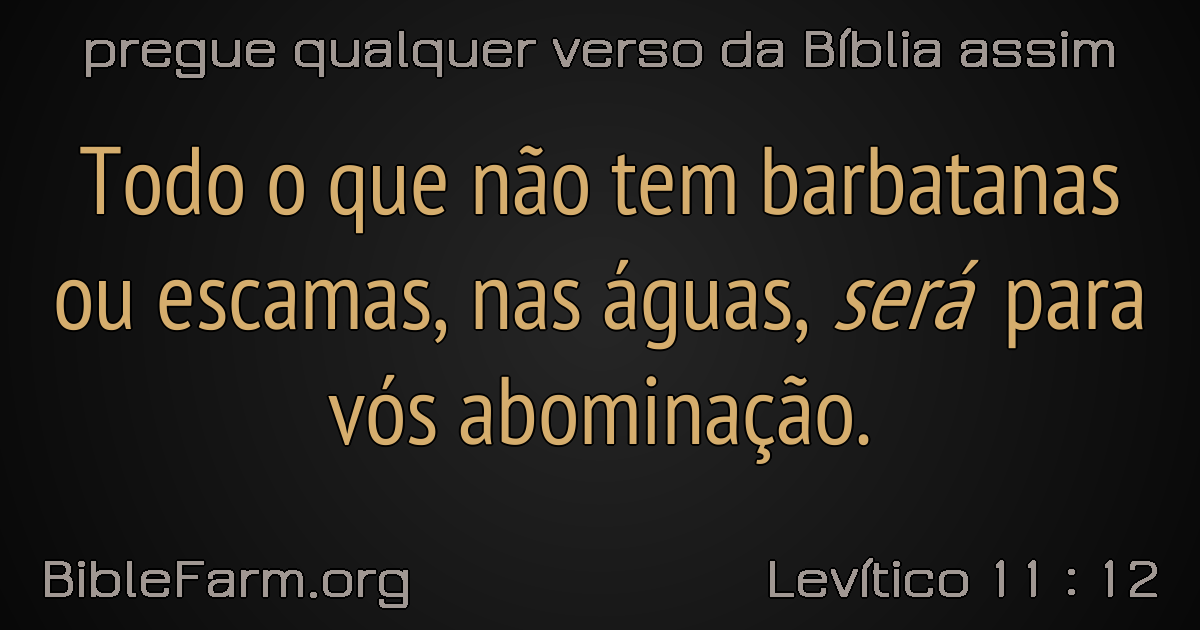 pregue qualquer verso da Bíblia assim
Todo o que não tem barbatanas
ou escamas, nas águas, será para
vós abominação.
BibleFarm.org
Levítico 11 : 12